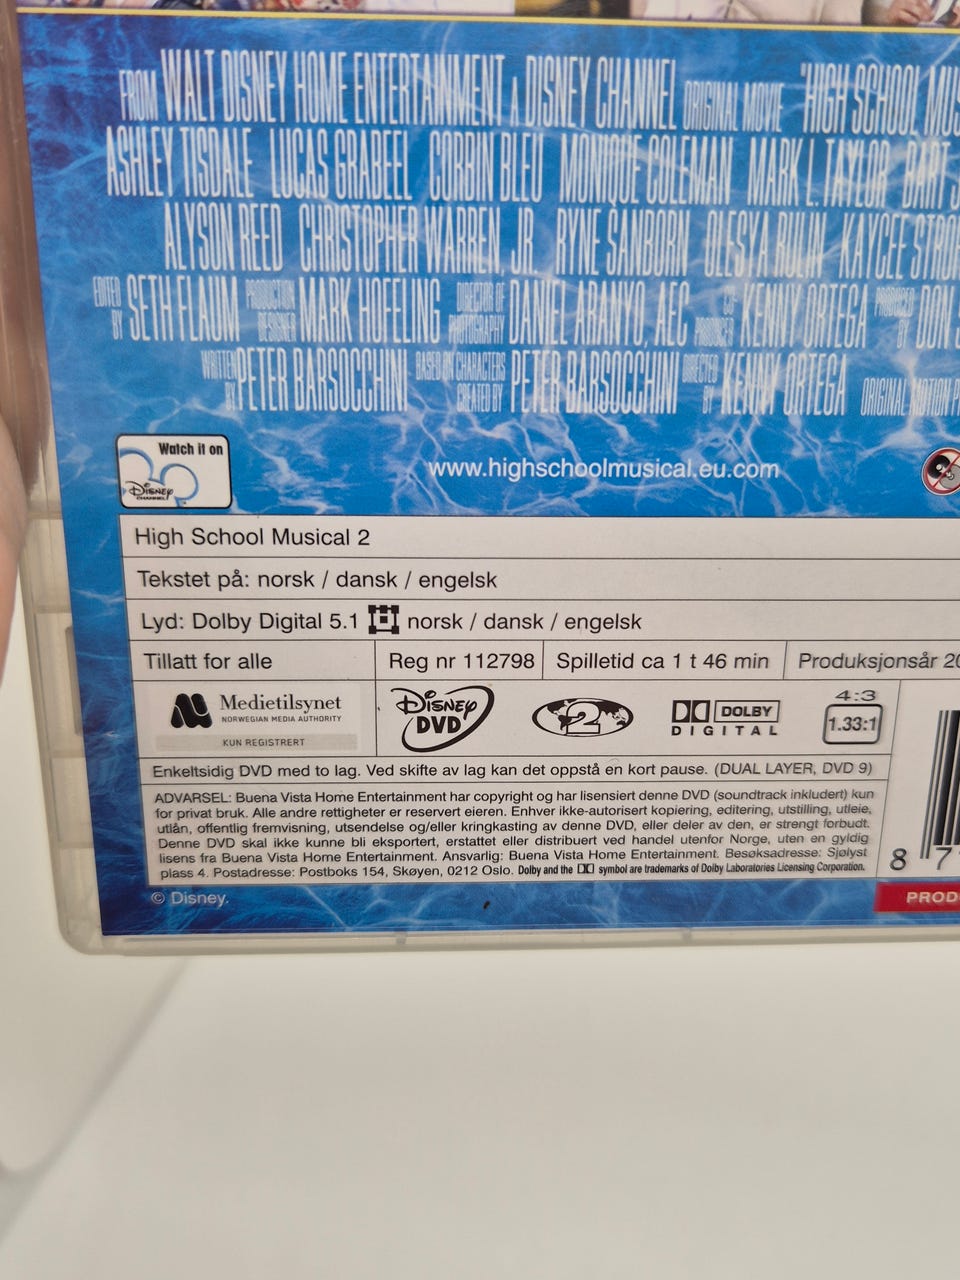 FROM WALT DISNEY HOME ENTERTAINMENT A DISNEY CHANNEL ORIGINAL MOVIE "HIGH SCHOOL MUS
ASHLEY TISDALE LUCAS GRABEEL CORBIN BLEU MONIQUE COLEMAN MARK L. TAYLOR BART J
ALYSON REED CHRISTOPHER WARREN JR RYNE SANBORN OLESYA RULIN KAYCEE STRO
EDITED BY SETH FLAUM PRODUCTION DESIGNER MARK HOFELING DIRECTOR OF PHOTOGRAPHY DANIEL ARANYO, AEC CO PRODUCER KENNY ORTEGA PRODUCED BY DON
WRITTEN BY PETER BARSOCCHINI BASED ON CHARACTERS CREATED BY PETER BARSOCCHINI DIRECTED BY KENNY ORTEGA ORIGINAL MOTION P
Watch it on
Disney
CHANNEL
www.highschoolmusical.eu.com
High School Musical 2
Tekstet på: norsk / dansk / engelsk
Lyd: Dolby Digital 5.1 norsk / dansk / engelsk
Tillatt for alle Reg nr 112798 Spilletid ca 1 t 46 min Produksjonsår 20
Medietilsynet
NORWEGIAN MEDIA AUTHORITY
KUN REGISTRERT
Disney
DVD
2
DOLBY
DIGITAL
4:3
1.33:1
Enkeltsidig DVD med to lag. Ved skifte av lag kan det oppstå en kort pause. (DUAL LAYER, DVD 9)
ADVARSEL: Buena Vista Home Entertainment har copyright og har lisensiert denne DVD (soundtrack inkludert) kun
for privat bruk. Alle andre rettigheter er reservert eieren. Enhver ikke-autorisert kopiering, editering, utstilling, utleie,
utlån, offentlig fremvisning, utsendelse og/eller kringkasting av denne DVD, eller deler av den, er strengt forbudt.
Denne DVD skal ikke kunne bli eksportert, erstattet eller distribuert ved handel utenfor Norge, uten en gyldig
lisens fra Buena Vista Home Entertainment. Ansvarlig: Buena Vista Home Entertainment. Besøksadresse: Sjølyst
plass 4. Postadresse: Postboks 154, Skøyen, 0212 Oslo. Dolby and the symbol are trademarks of Dolby Laboratories Licensing Corporation.
8 7
© Disney.
PROD